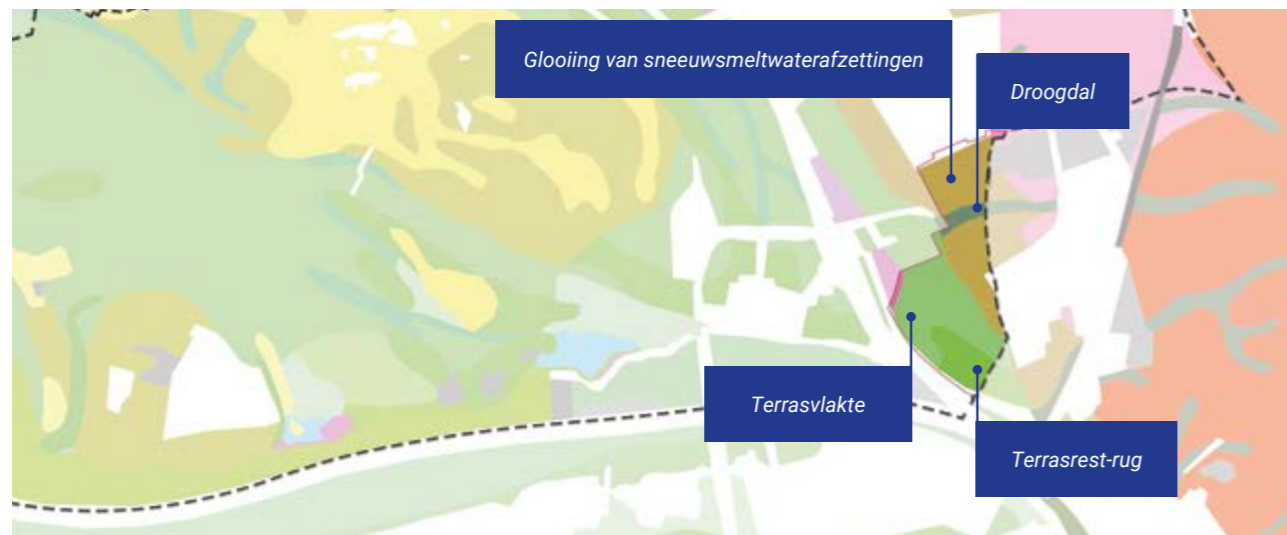 Glooiing van sneeuwsmeltwaterafzettingen
Droogdal
Terrasvlakte
Terrasrest-rug